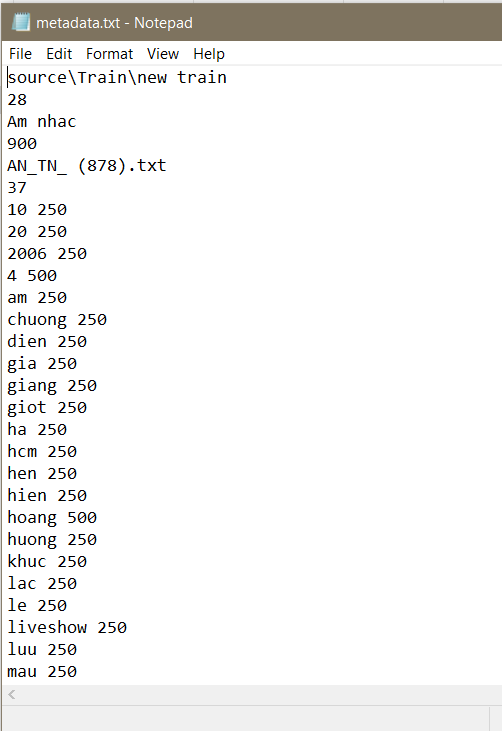 metadata.txt - Notepad
File Edit Format View Help
source\Train\new train
28
Am nhac
900
AN_TN_ (878).txt
37
10 250
20 250
2006 250
4 500
am 250
chuong 250
dien 250
gia 250
giang 250
giot 250
ha 250
hcm 250
hen 250
hien 250
hoang 500
huong 250
khuc 250
lac 250
le 250
liveshow 250
luu 250
mau 250